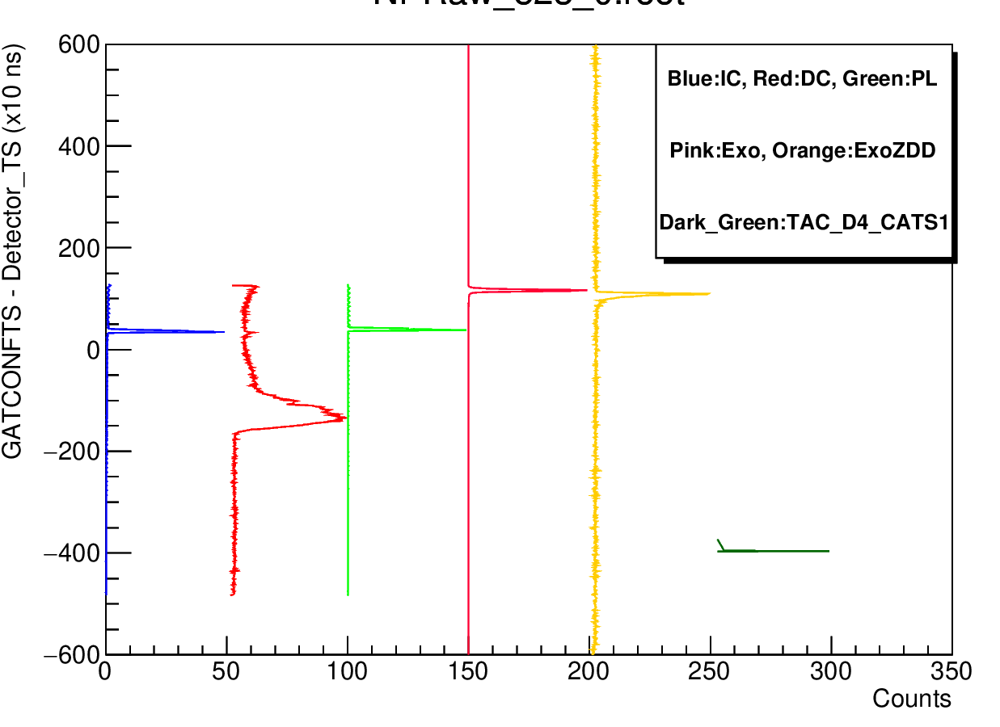 600
400
200
0
−200
−400
−600
GATCONFTS - Detector_TS (x10 ns)
Blue:IC, Red:DC, Green:PL
Pink:Exo, Orange:ExoZDD
Dark_Green:TAC_D4_CATS1
0 50 100 150 200 250 300 350
Counts